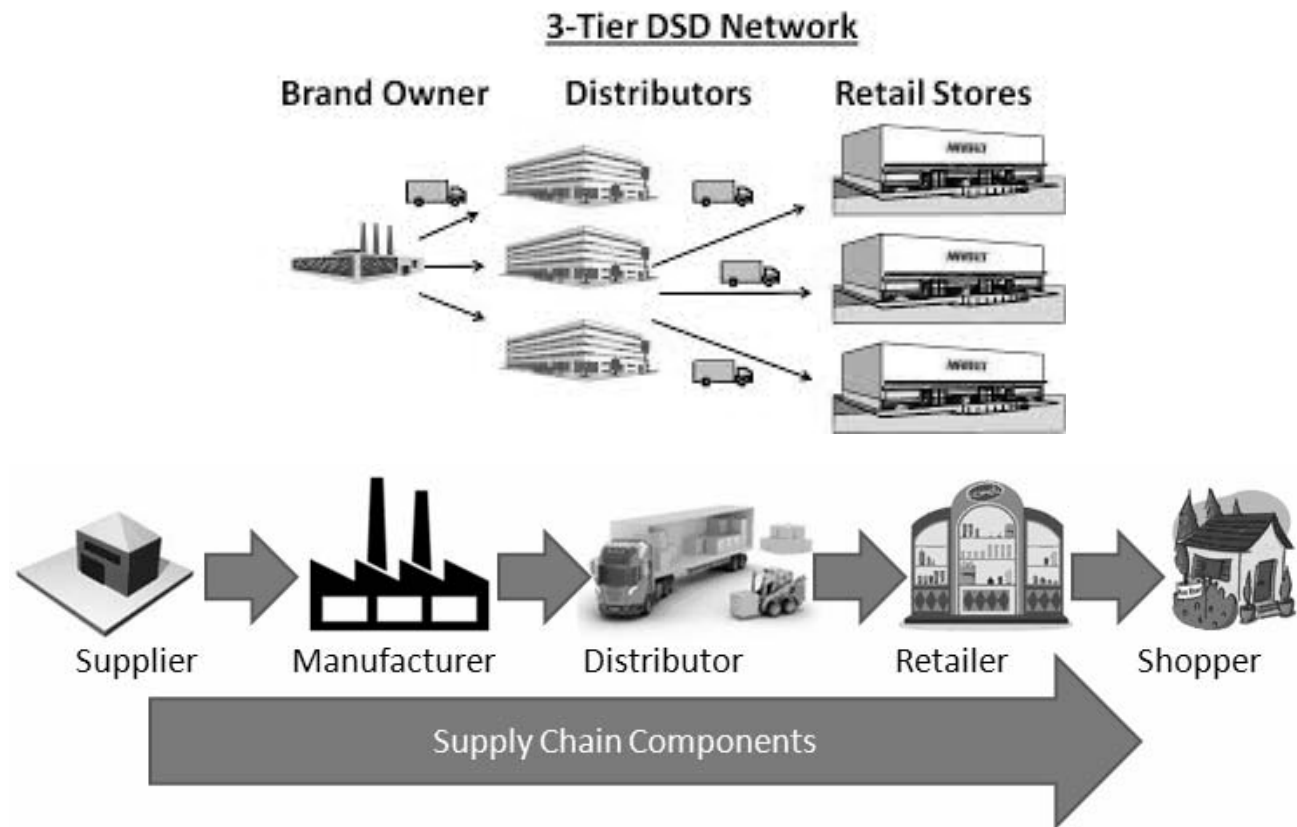 3-Tier DSD Network
Brand Owner Distributors Retail Stores
Supplier Manufacturer Distributor Retailer Shopper
Supply Chain Components